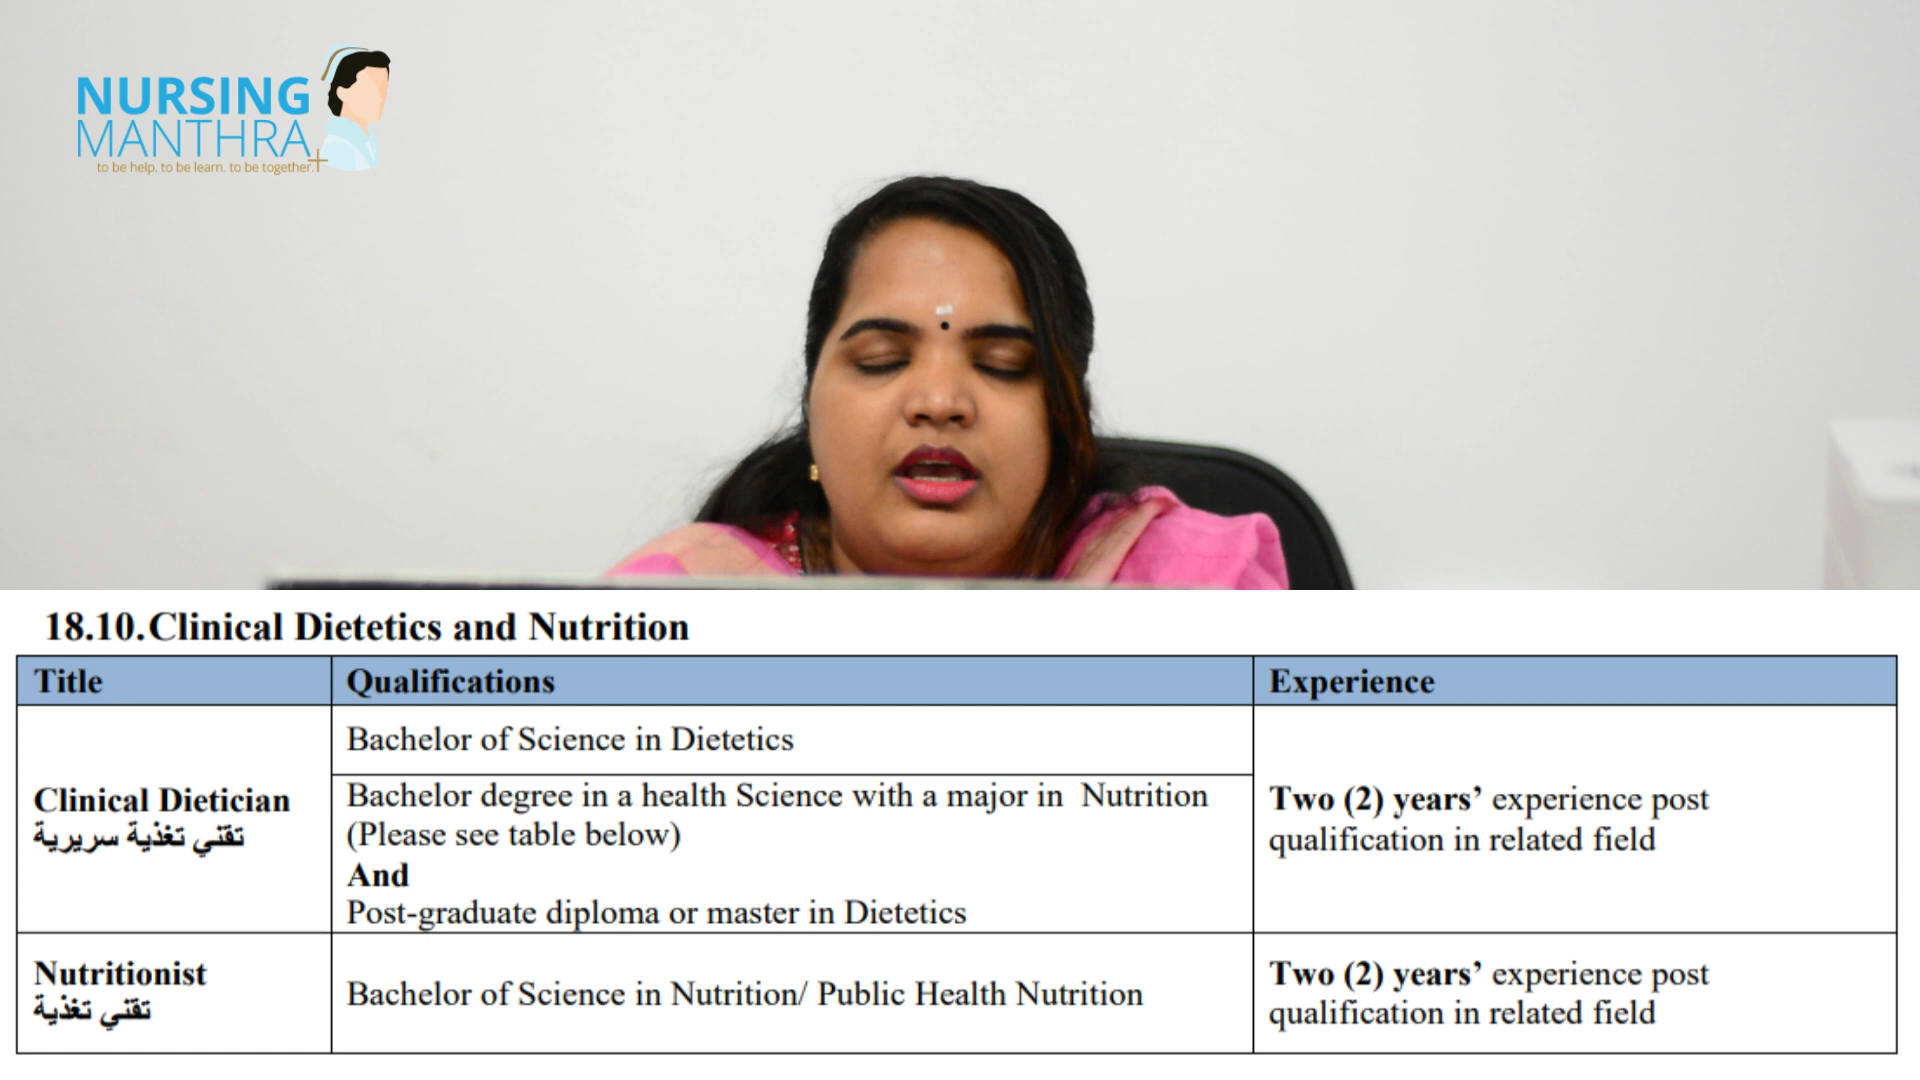 NURSING
MANTHRA
to be help. to be learn. to be together.
18.10. Clinical Dietetics and Nutrition
Title
Qualifications
Experience
Clinical Dietician
تقني تغذية سريرية
Bachelor of Science in Dietetics
Bachelor degree in a health Science with a major in Nutrition
(Please see table below)
And
Post-graduate diploma or master in Dietetics
Two (2) years’ experience post
qualification in related field
Nutritionist
تقني تغذية
Bachelor of Science in Nutrition/ Public Health Nutrition
Two (2) years’ experience post
qualification in related field